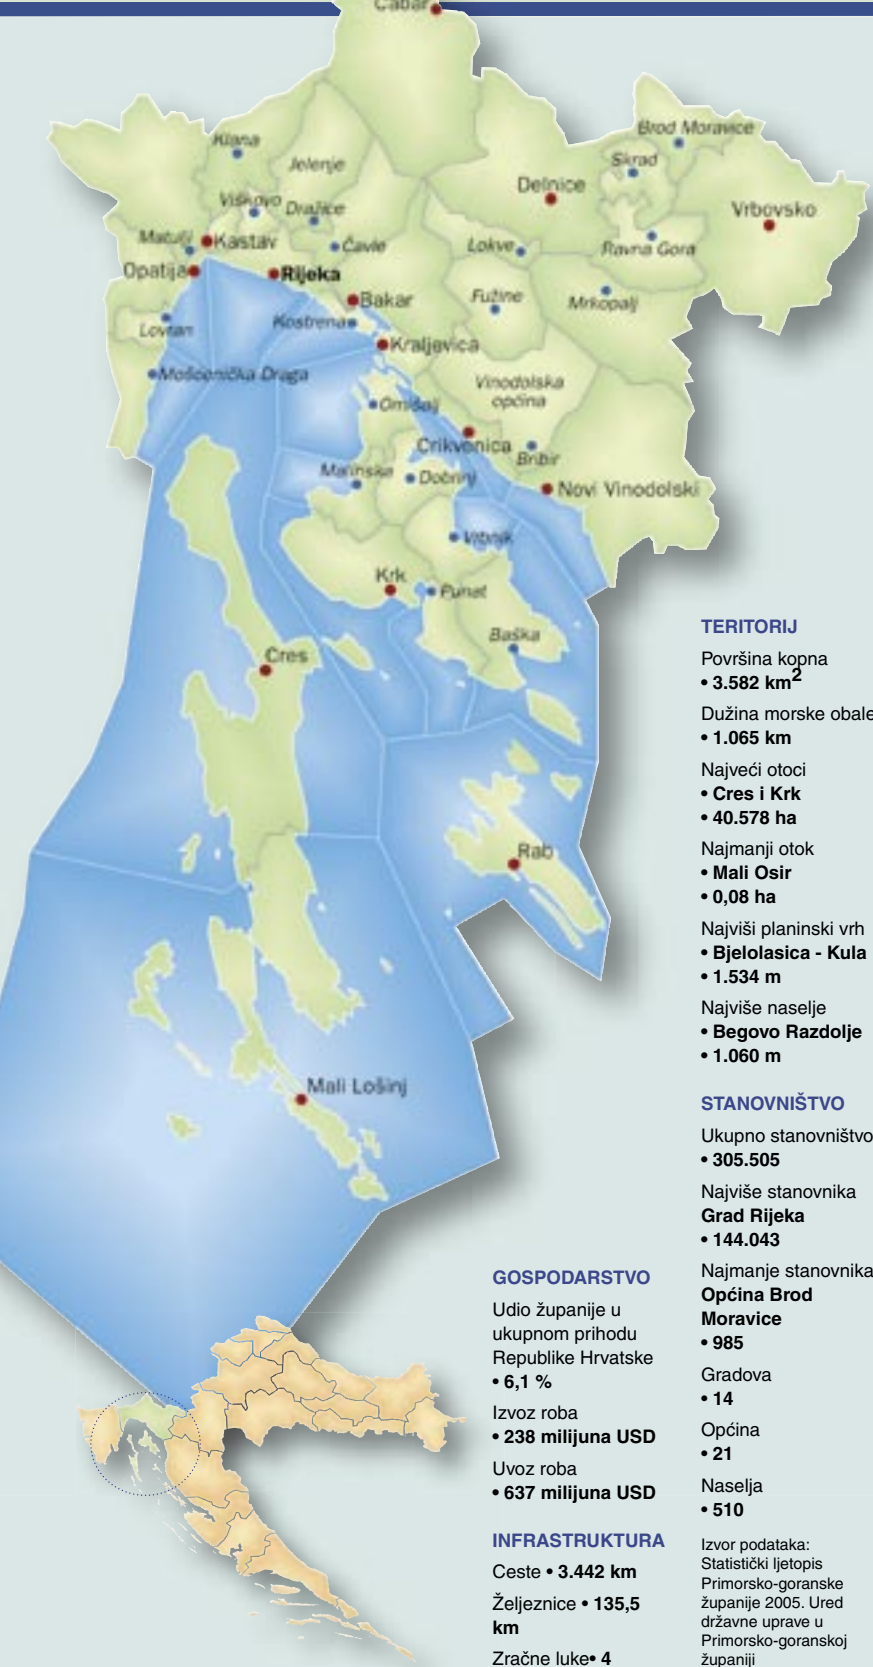 Čabar
Klana
Jelenje
Brod Moravice
Skrad
Delnice
Vrbovsko
Viškovo
Dražice
Matulji
Kastav
Čavle
Lokve
Ravna Gora
Opatija
Rijeka
Bakar
Fužine
Mrkopalj
Lovran
Kostrena
Kraljevica
Mošćenička Draga
Vinodolska
općina
Omišalj
Crikvenica
Bribir
Malinska
Dobrinj
Novi Vinodolski
Vrbnik
Krk
Punat
Baška
Cres
Rab
Mali Lošinj
TERITORIJ
Površina kopna
• 3.582 km²
Dužina morske obale
• 1.065 km
Najveći otoci
• Cres i Krk
• 40.578 ha
Najmanji otok
• Mali Osir
• 0,08 ha
Najviši planinski vrh
• Bjelolasica - Kula
• 1.534 m
Najviše naselje
• Begovo Razdolje
• 1.060 m
STANOVNIŠTVO
Ukupno stanovništvo
• 305.505
Najviše stanovnika
Grad Rijeka
• 144.043
Najmanje stanovnika
Općina Brod
Moravice
• 985
Gradova
• 14
Općina
• 21
Naselja
• 510
Izvor podataka:
Statistički ljetopis
Primorsko-goranske
županije 2005. Ured
državne uprave u
Primorsko-goranskoj
županiji
GOSPODARSTVO
Udio županije u
ukupnom prihodu
Republike Hrvatske
• 6,1 %
Izvoz roba
• 238 milijuna USD
Uvoz roba
• 637 milijuna USD
INFRASTRUKTURA
Ceste • 3.442 km
Željeznice • 135,5
km
Zračne luke• 4